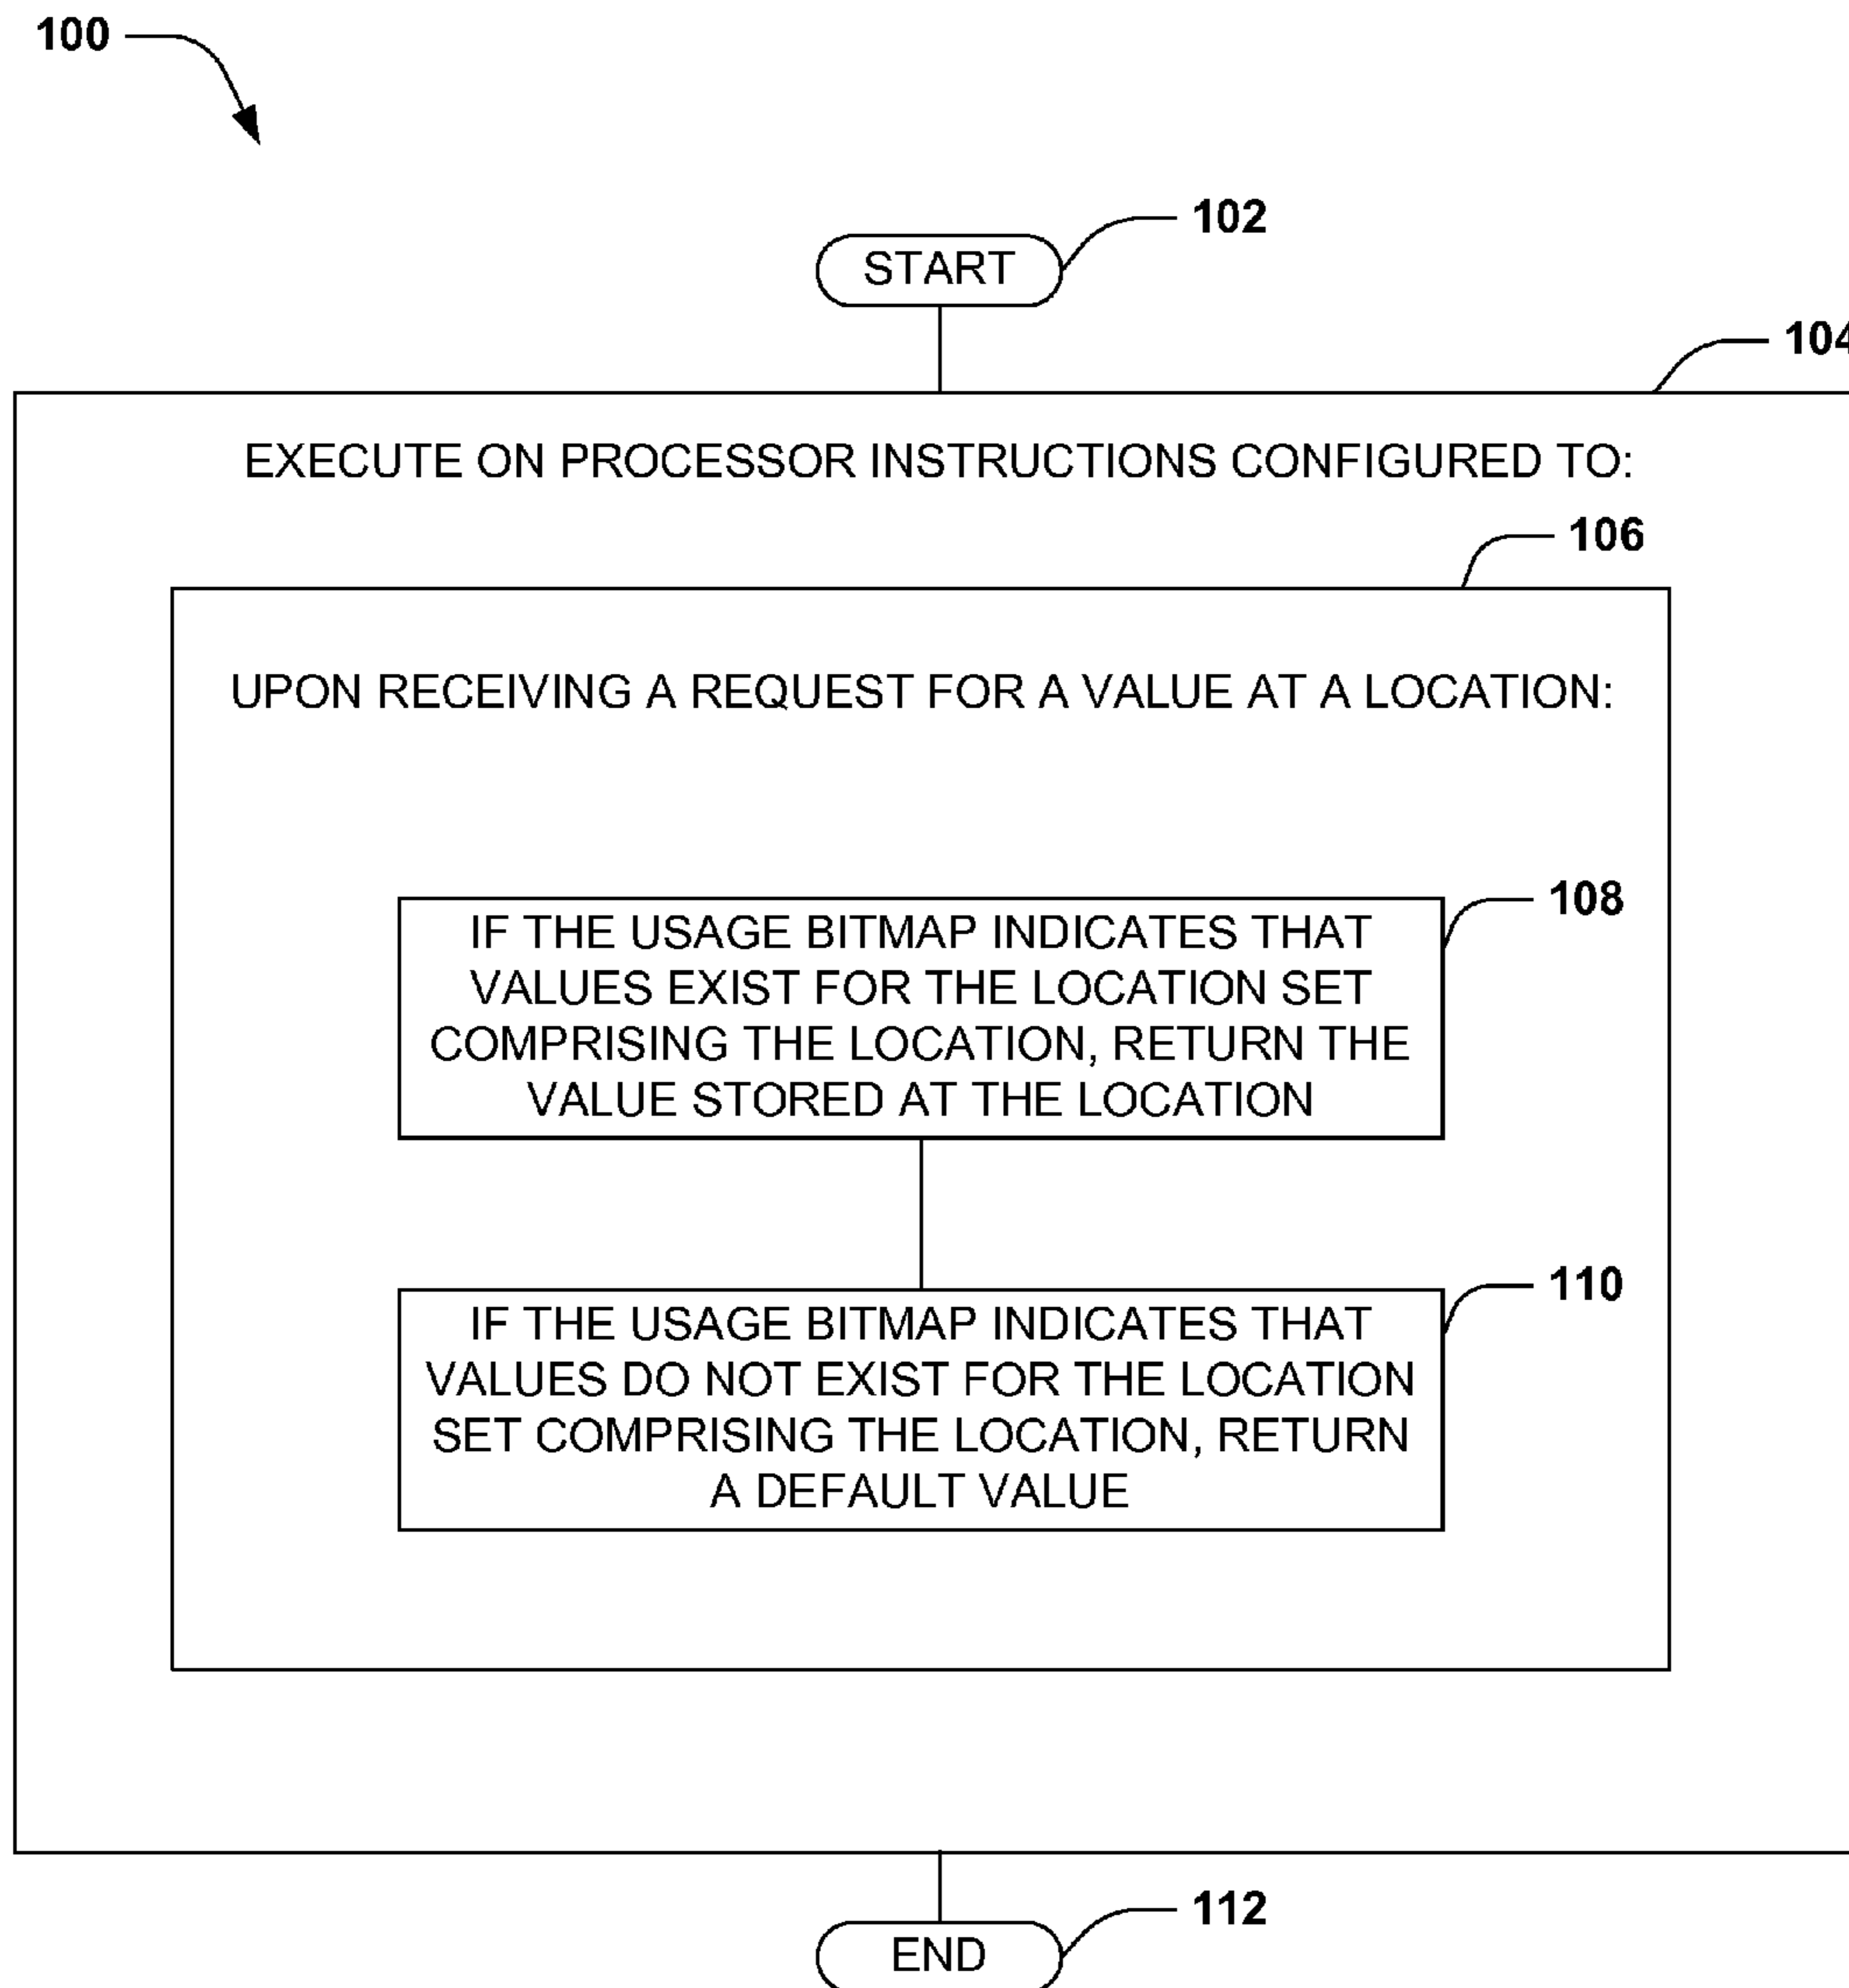 100
102
START
104
EXECUTE ON PROCESSOR INSTRUCTIONS CONFIGURED TO:
106
UPON RECEIVING A REQUEST FOR A VALUE AT A LOCATION:
108
IF THE USAGE BITMAP INDICATES THAT
VALUES EXIST FOR THE LOCATION SET
COMPRISING THE LOCATION, RETURN THE
VALUE STORED AT THE LOCATION
110
IF THE USAGE BITMAP INDICATES THAT
VALUES DO NOT EXIST FOR THE LOCATION
SET COMPRISING THE LOCATION, RETURN
A DEFAULT VALUE
112
END